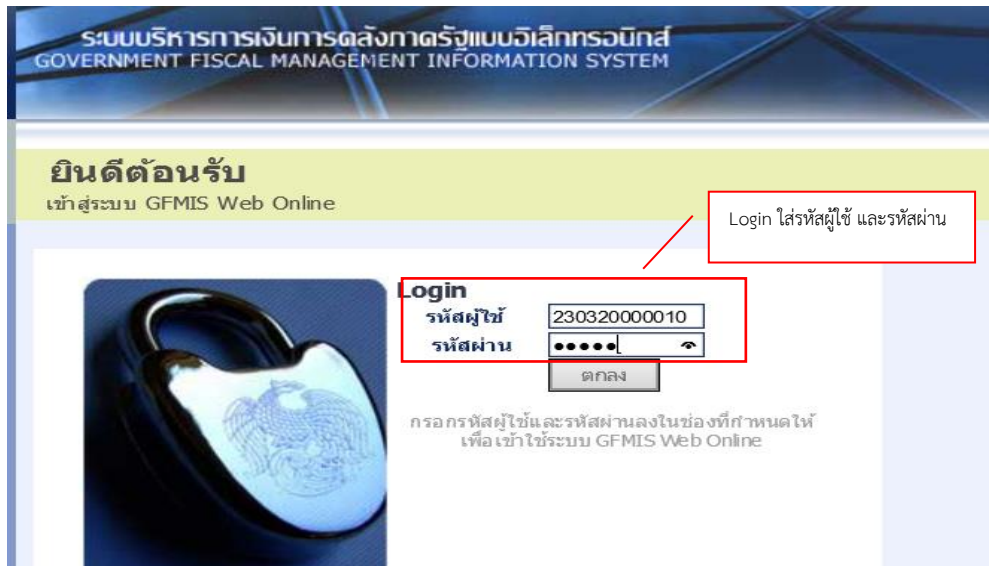 ระบบบริหารการเงินการคลังภาครัฐแบบอิเล็กทรอนิกส์
GOVERNMENT FISCAL MANAGEMENT INFORMATION SYSTEM
ยินดีต้อนรับ
เข้าสู่ระบบ GFMIS Web Online
Login ใส่รหัสผู้ใช้ และรหัสผ่าน
Login
รหัสผู้ใช้ 230320000010
รหัสผ่าน ●●●●●
ตกลง
กรอกรหัสผู้ใช้และรหัสผ่านลงในช่องที่กำหนดให้
เพื่อเข้าใช้ระบบ GFMIS Web Online